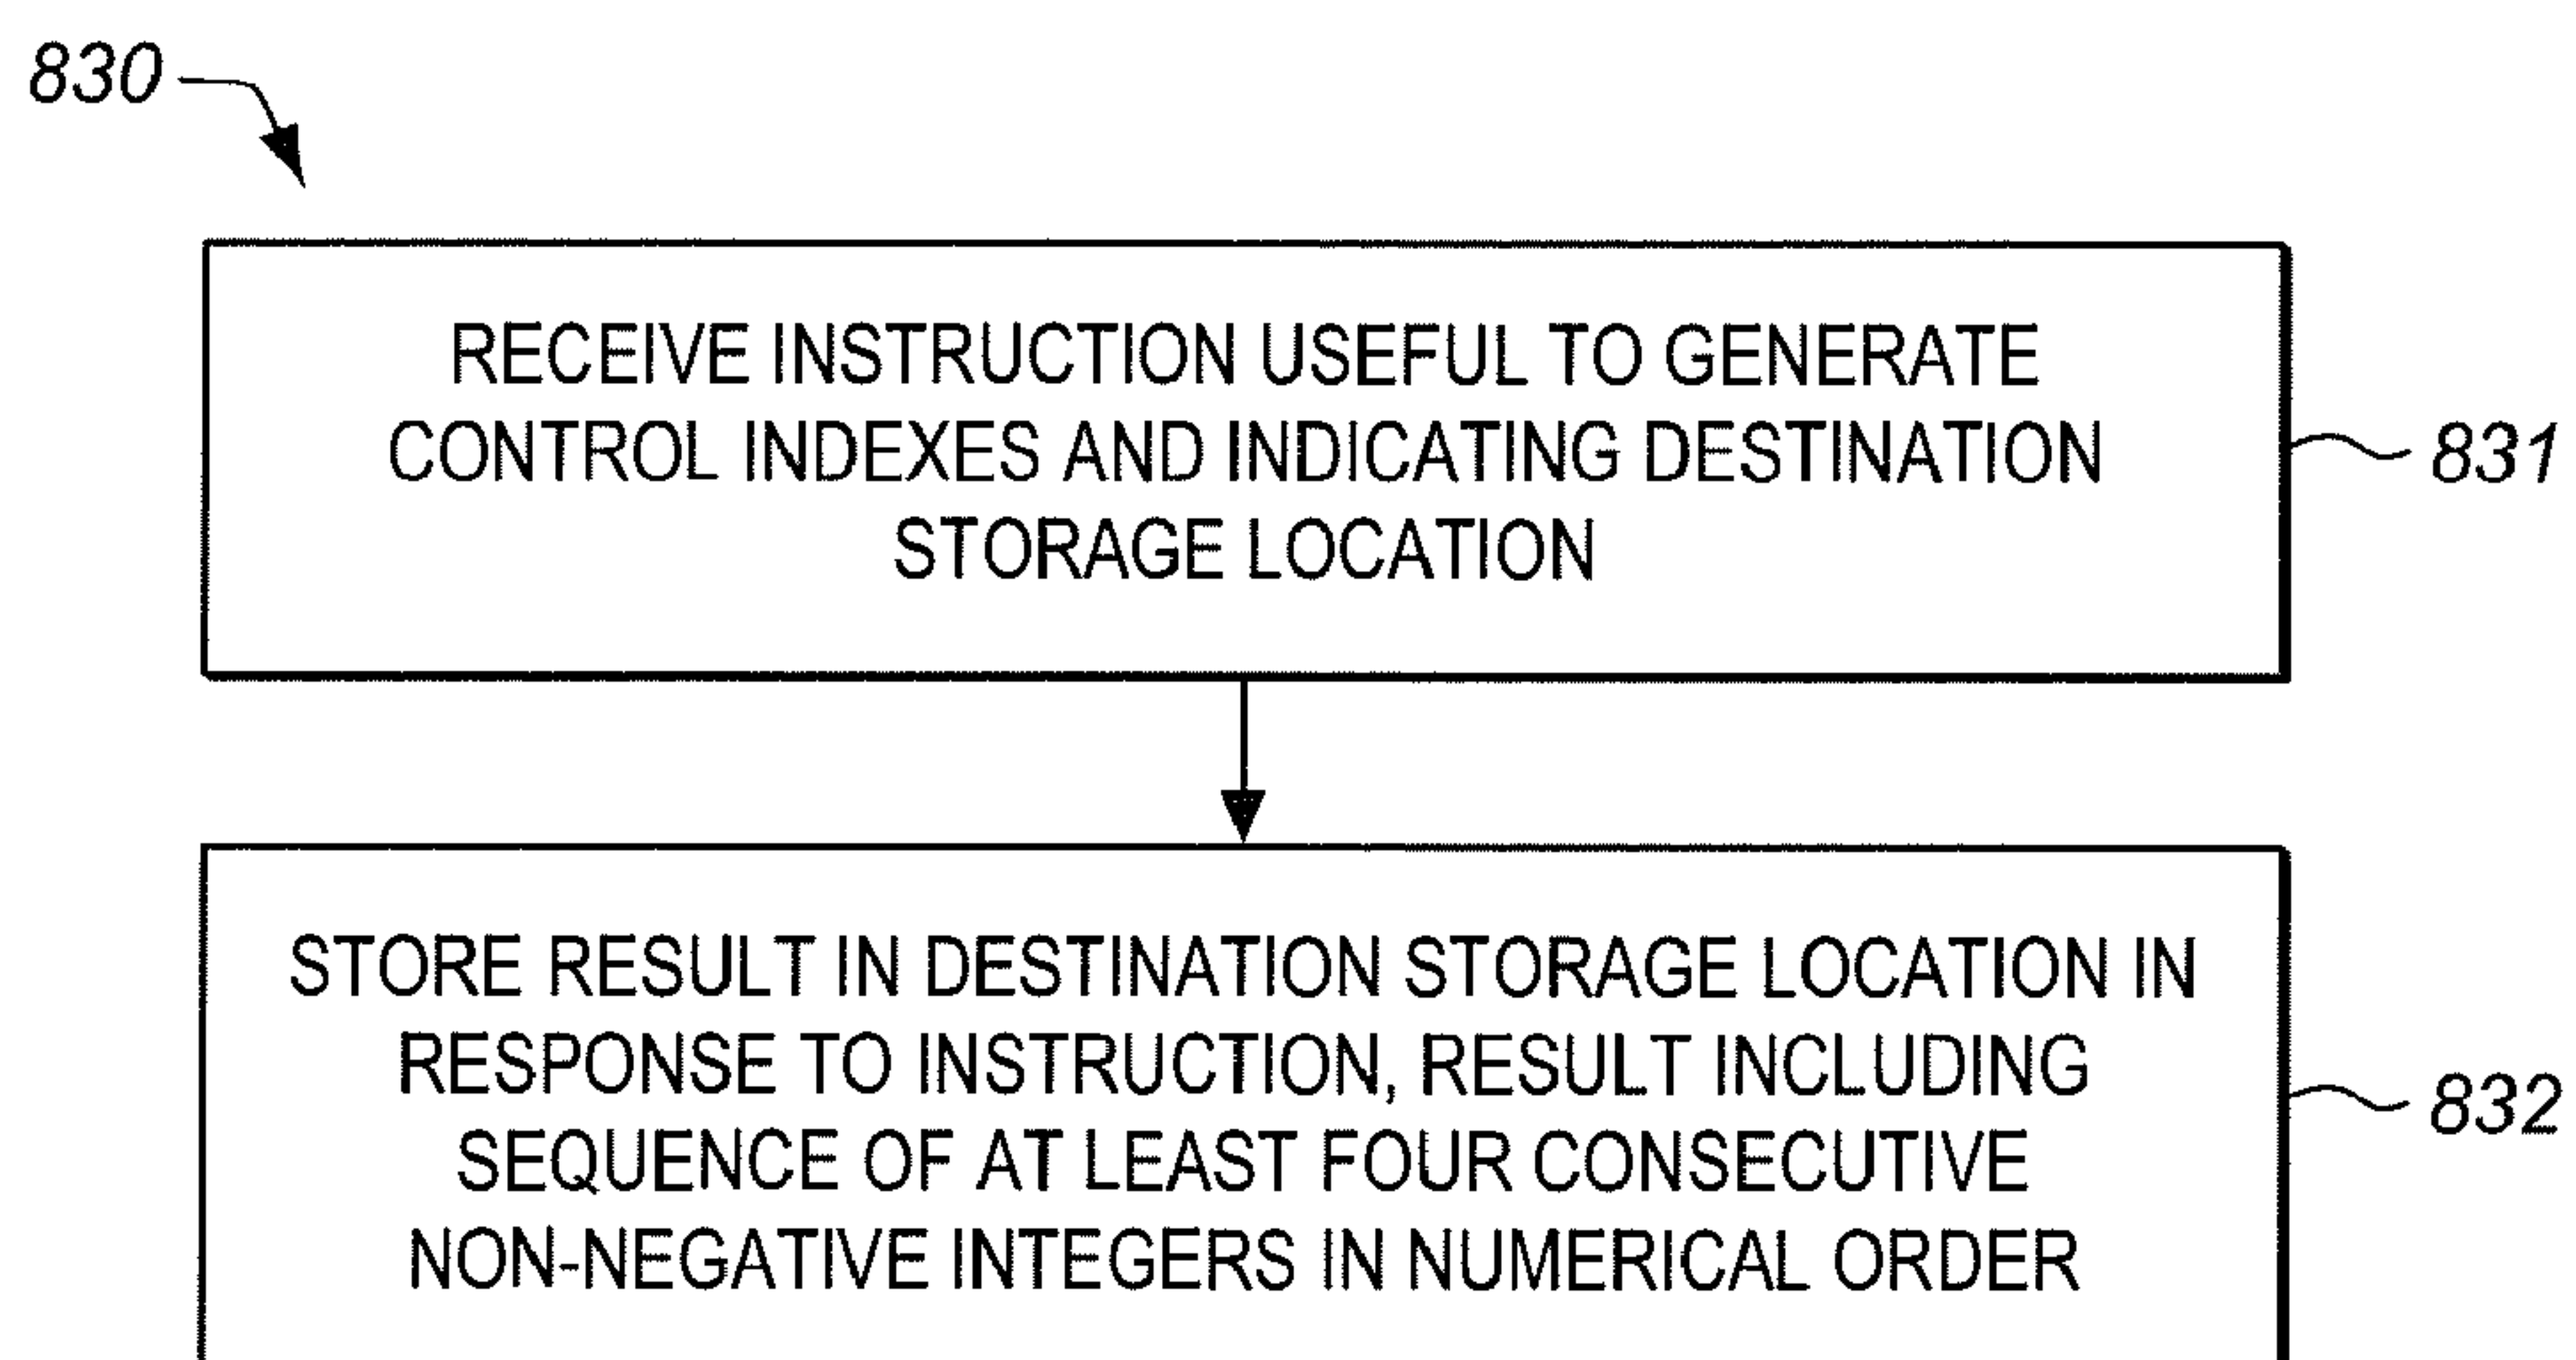 830
RECEIVE INSTRUCTION USEFUL TO GENERATE
CONTROL INDEXES AND INDICATING DESTINATION
STORAGE LOCATION
831
STORE RESULT IN DESTINATION STORAGE LOCATION IN
RESPONSE TO INSTRUCTION, RESULT INCLUDING
SEQUENCE OF AT LEAST FOUR CONSECUTIVE
NON-NEGATIVE INTEGERS IN NUMERICAL ORDER
832